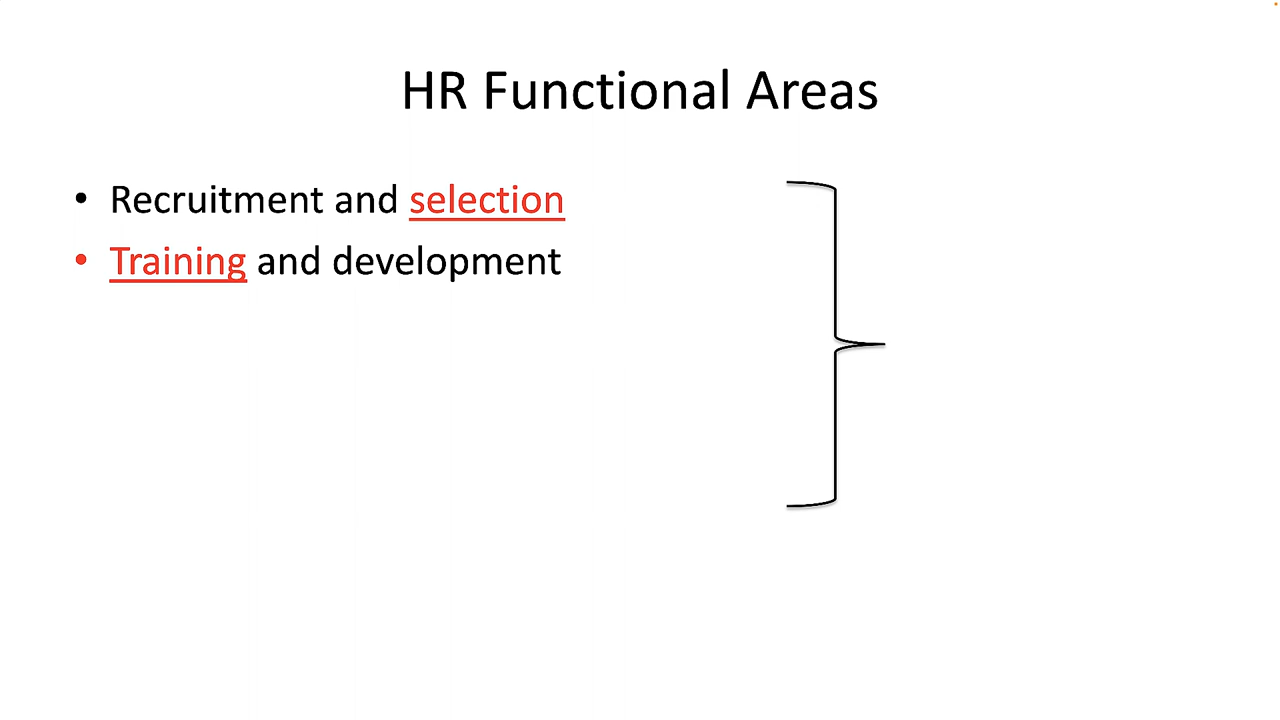 HR Functional Areas
• Recruitment and selection
• Training and development